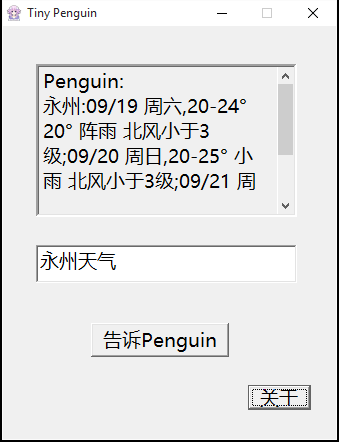 Tiny Penguin
Penguin:
永州:09/19 周六,20-24°
20° 阵雨 北风小于3
级;09/20 周日,20-25° 小
雨 北风小于3级;09/21 周
永州天气
告诉Penguin
关于